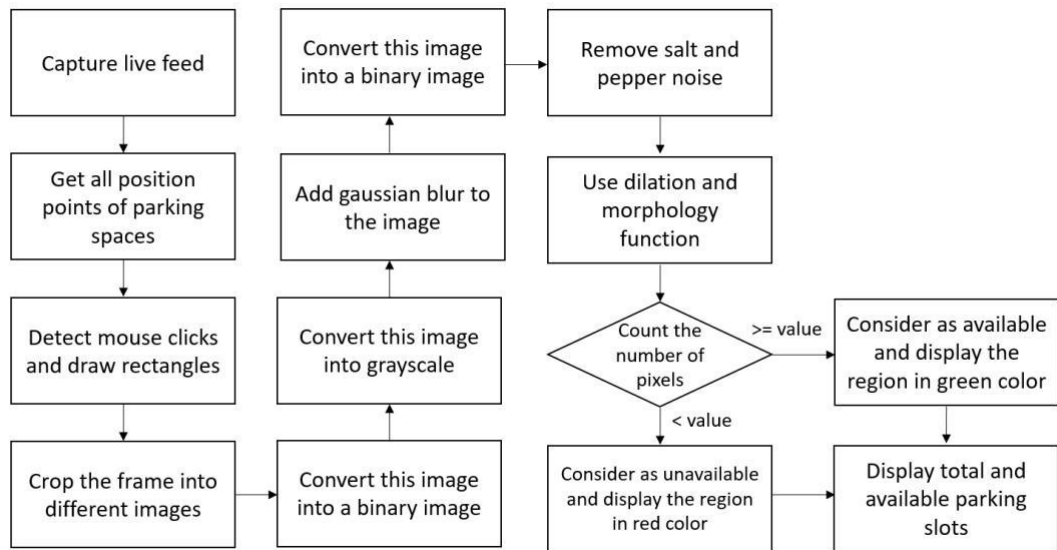 Capture live feed
Get all position
points of parking
spaces
Detect mouse clicks
and draw rectangles
Crop the frame into
different images
Convert this image
into a binary image
Convert this image
into grayscale
Add gaussian blur to
the image
Convert this image
into a binary image
Remove salt and
pepper noise
Use dilation and
morphology
function
Count the
number of
pixels
>= value
Consider as available
and display the
region in green color
< value
Consider as unavailable
and display the region
in red color
Display total and
available parking
slots